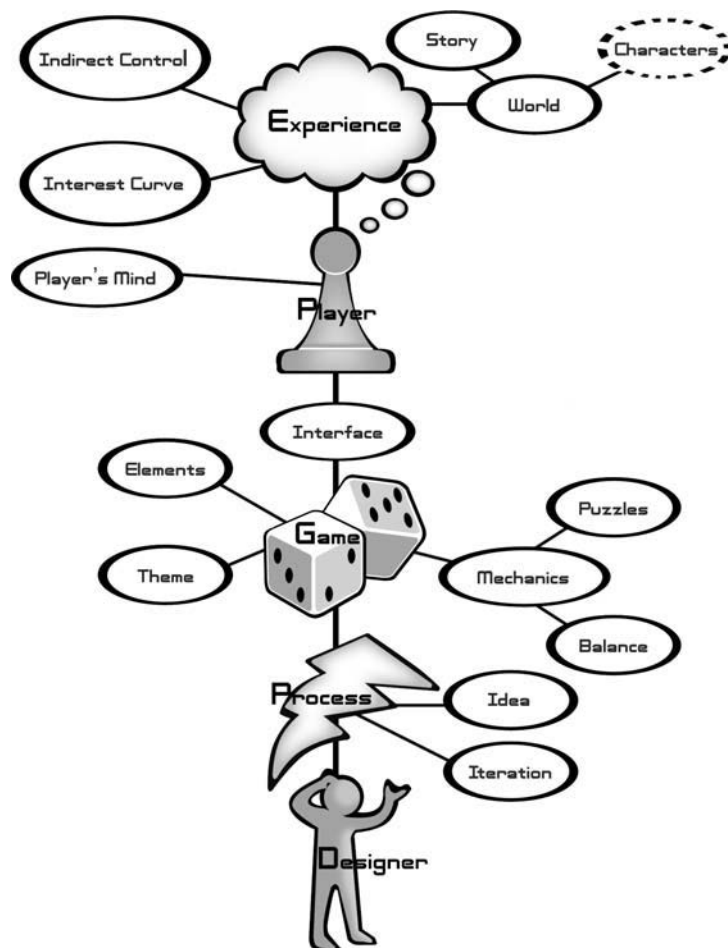 Story
Characters
Indirect Control
World
Experience
Interest Curve
Player's Mind
Player
Interface
Elements
Puzzles
Game
Theme
Mechanics
Balance
Process
Idea
Iteration
Designer